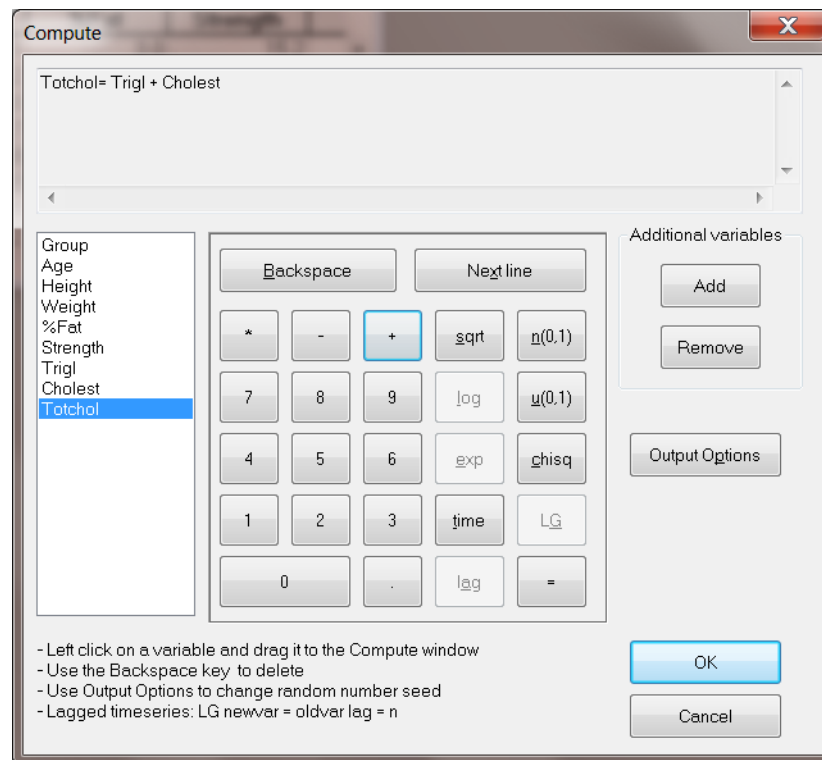 %Fat Strength
Compute
X
Totchol= Trigl + Cholest
Group
Age
Height
Weight
%Fat
Strength
Trigl
Cholest
Totchol
Backspace
Next line
* - + sqrt n(0,1)
7 8 9 log u(0,1)
4 5 6 exp chisq
1 2 3 time LG
0 . lag =
Additional variables
Add
Remove
Output Options
- Left click on a variable and drag it to the Compute window
- Use the Backspace key to delete
- Use Output Options to change random number seed
- Lagged timeseries: LG newvar = oldvar lag = n
OK
Cancel